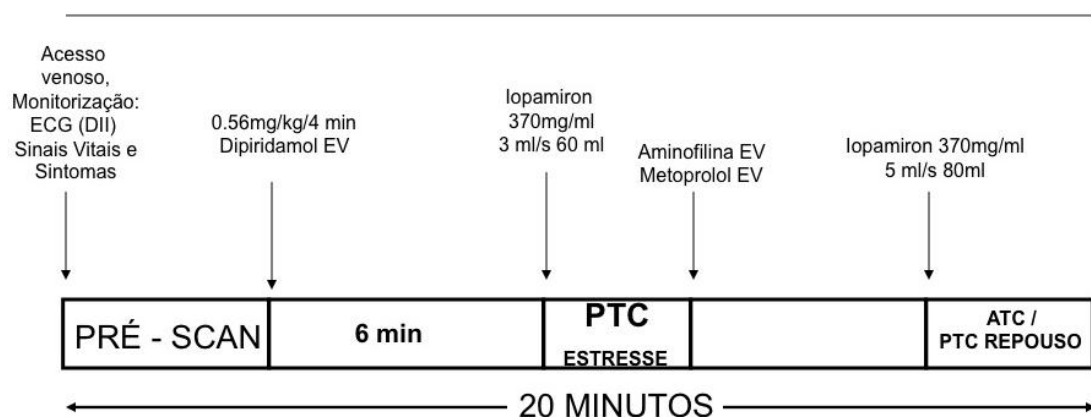 Acesso
venoso,
Monitorização:
ECG (DII)
Sinais Vitais e
Sintomas
0.56mg/kg/4 min
Dipiridamol EV
Iopamiron
370mg/ml
3 ml/s 60 ml
Aminofilina EV
Metoprolol EV
Iopamiron 370mg/ml
5 ml/s 80ml
PRÉ - SCAN
6 min
PTC
ESTRESSE
ATC /
PTC REPOUSO
20 MINUTOS